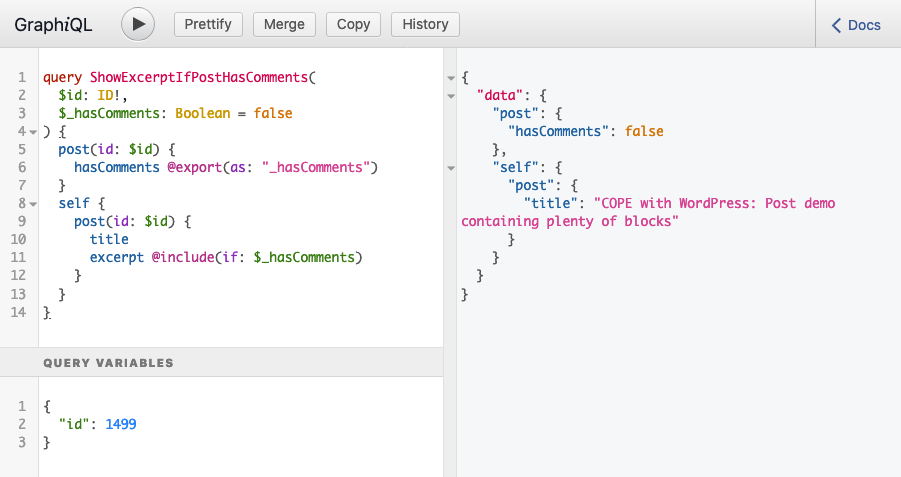 GraphiQL
Prettify
Merge
Copy
History
Docs
1 query ShowExcerptIfPostHasComments(
2 $id: ID!,
3 $_hasComments: Boolean = false
4 ) {
5 post(id: $id) {
6 hasComments @export(as: "_hasComments")
7 }
8 self {
9 post(id: $id) {
10 title
11 excerpt @include(if: $_hasComments)
12 }
13 }
14 }
QUERY VARIABLES
1 {
2 "id": 1499
3 }
{
"data": {
"post": {
"hasComments": false
},
"self": {
"post": {
"title": "COPE with WordPress: Post demo
containing plenty of blocks"
}
}
}
}